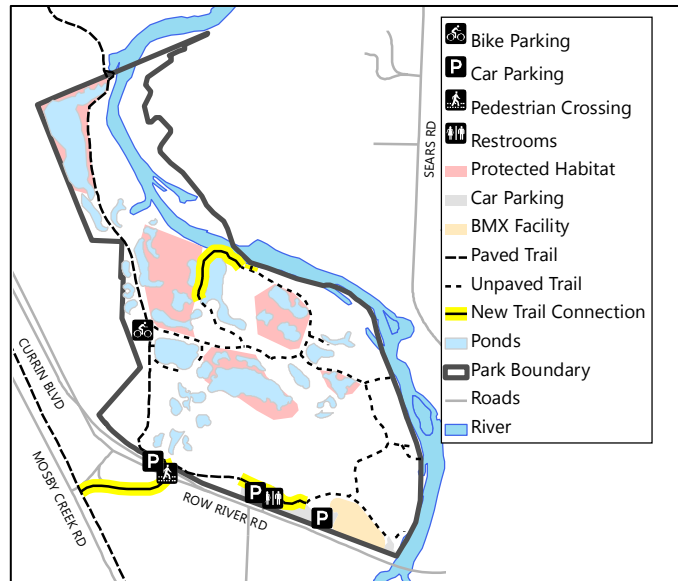 Bike Parking
P Car Parking
Pedestrian Crossing
Restrooms
Protected Habitat
Car Parking
BMX Facility
Paved Trail
Unpaved Trail
New Trail Connection
Ponds
Park Boundary
Roads
River
SEARS RD
CURRIN BLVD
MOSBY CREEK RD
ROW RIVER RD
P
P
P